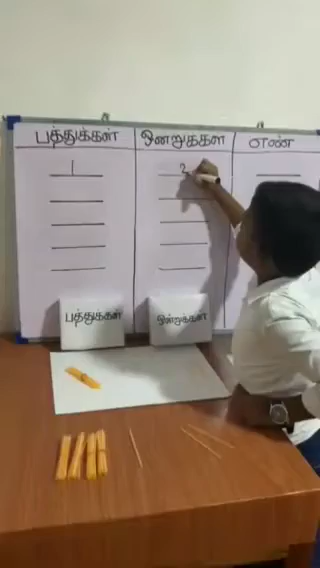 பத்துக்கள் ஒன்றுக்கள எண்
1 2
பத்துக்கள் ஒன்றுக்கள்